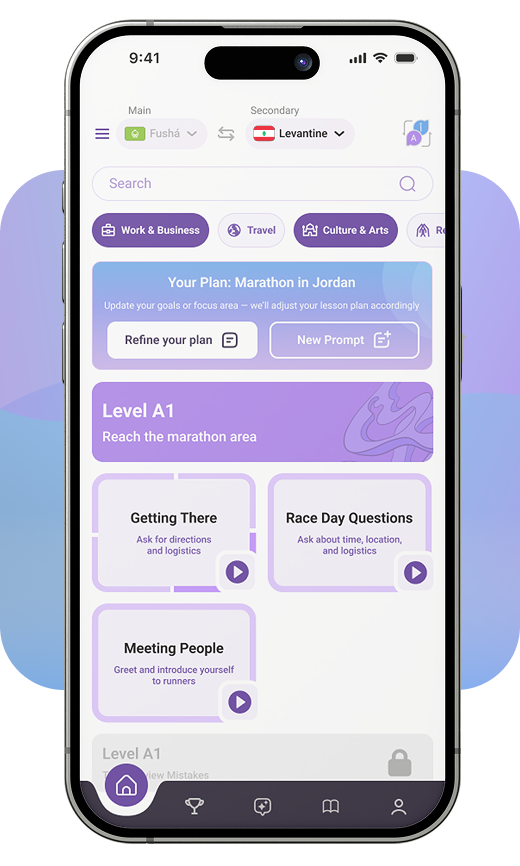 9:41
Main
Secondary
Fushá
Levantine
A
Search
Work & Business
Travel
Culture & Arts
Re
Your Plan: Marathon in Jordan
Update your goals or focus area — we'll adjust your lesson plan accordingly
Refine your plan
New Prompt
Level A1
Reach the marathon area
Getting There
Ask for directions
and logistics
Race Day Questions
Ask about time, location,
and logistics
Meeting People
Greet and introduce yourself
to runners
Level A1
view Mistakes